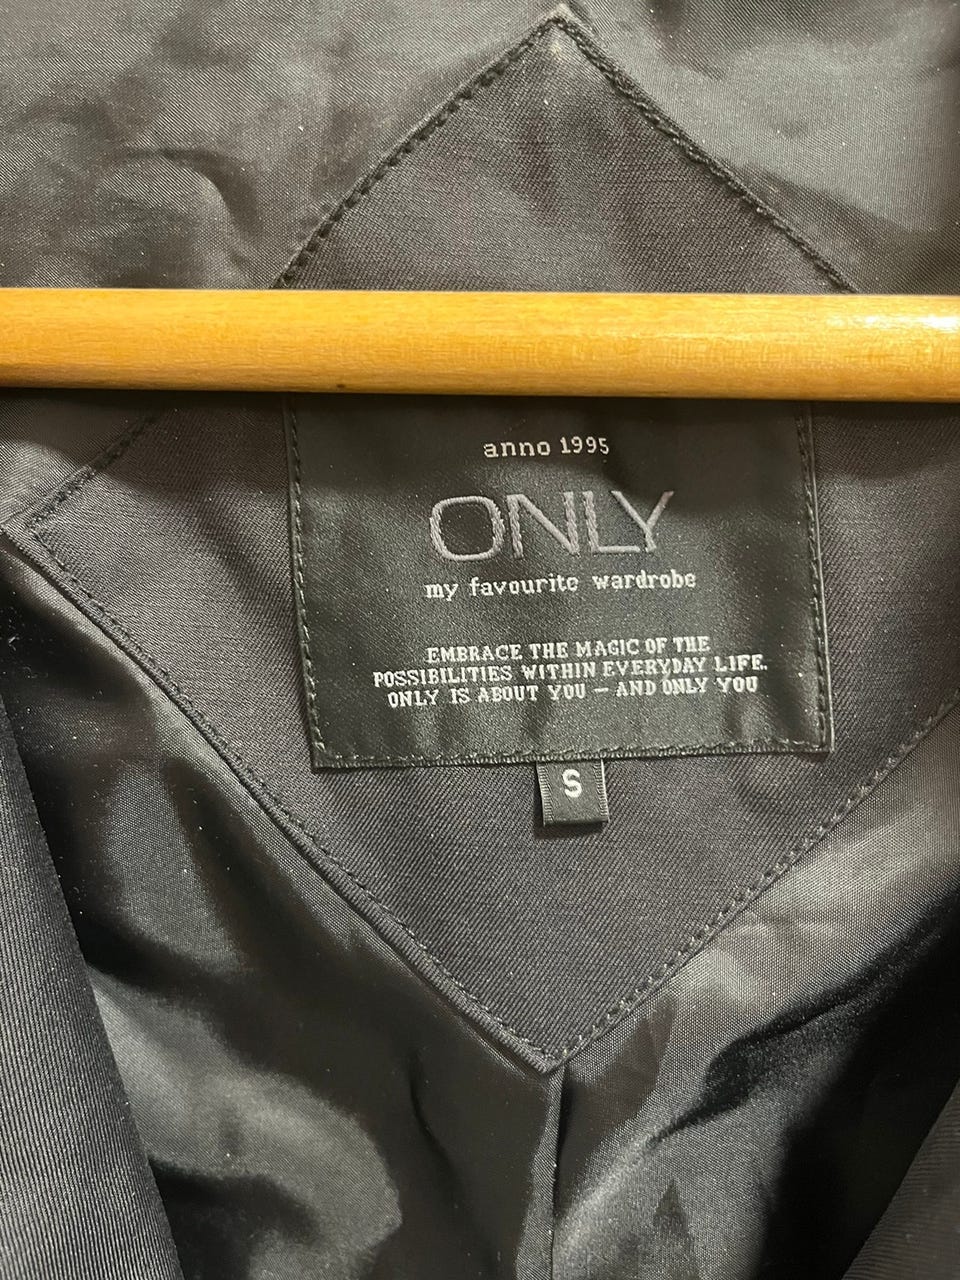 anno 1995
ONLY
my favourite wardrobe
EMBRACE THE MAGIC OF THE
POSSIBILITIES WITHIN EVERYDAY LIFE.
ONLY IS ABOUT YOU – AND ONLY YOU
S